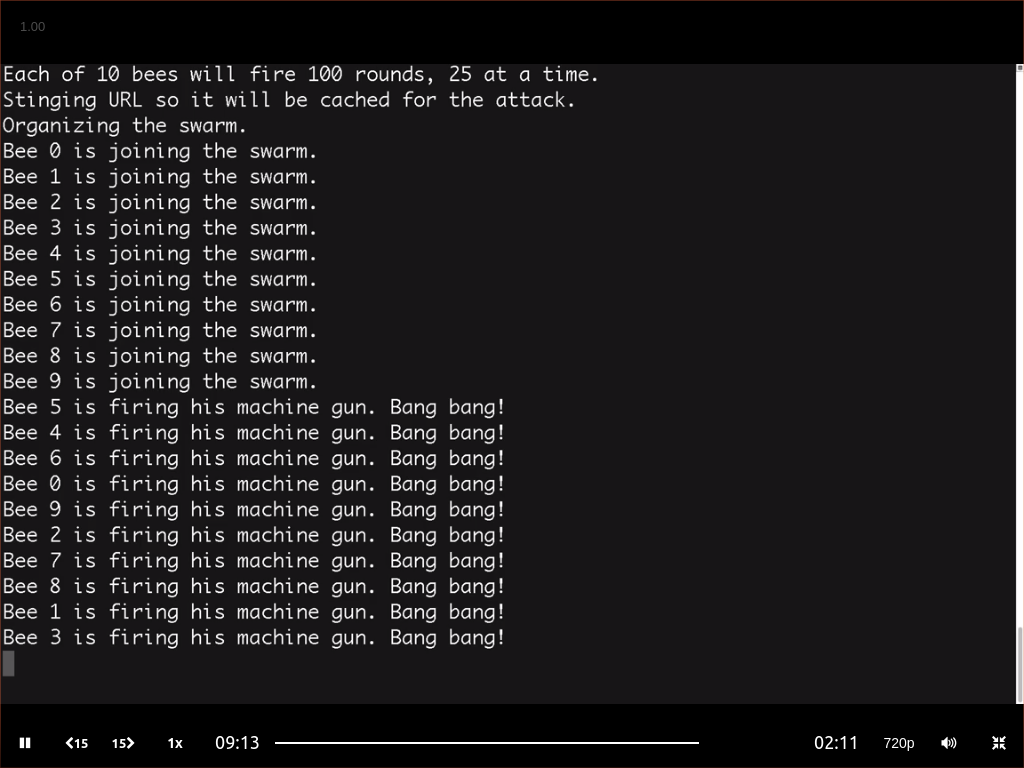 1.00
Each of 10 bees will fire 100 rounds, 25 at a time.
Stinging URL so it will be cached for the attack.
Organizing the swarm.
Bee 0 is joining the swarm.
Bee 1 is joining the swarm.
Bee 2 is joining the swarm.
Bee 3 is joining the swarm.
Bee 4 is joining the swarm.
Bee 5 is joining the swarm.
Bee 6 is joining the swarm.
Bee 7 is joining the swarm.
Bee 8 is joining the swarm.
Bee 9 is joining the swarm.
Bee 5 is firing his machine gun. Bang bang!
Bee 4 is firing his machine gun. Bang bang!
Bee 6 is firing his machine gun. Bang bang!
Bee 0 is firing his machine gun. Bang bang!
Bee 9 is firing his machine gun. Bang bang!
Bee 2 is firing his machine gun. Bang bang!
Bee 7 is firing his machine gun. Bang bang!
Bee 8 is firing his machine gun. Bang bang!
Bee 1 is firing his machine gun. Bang bang!
Bee 3 is firing his machine gun. Bang bang!
15 15 1x 09:13 02:11 720p